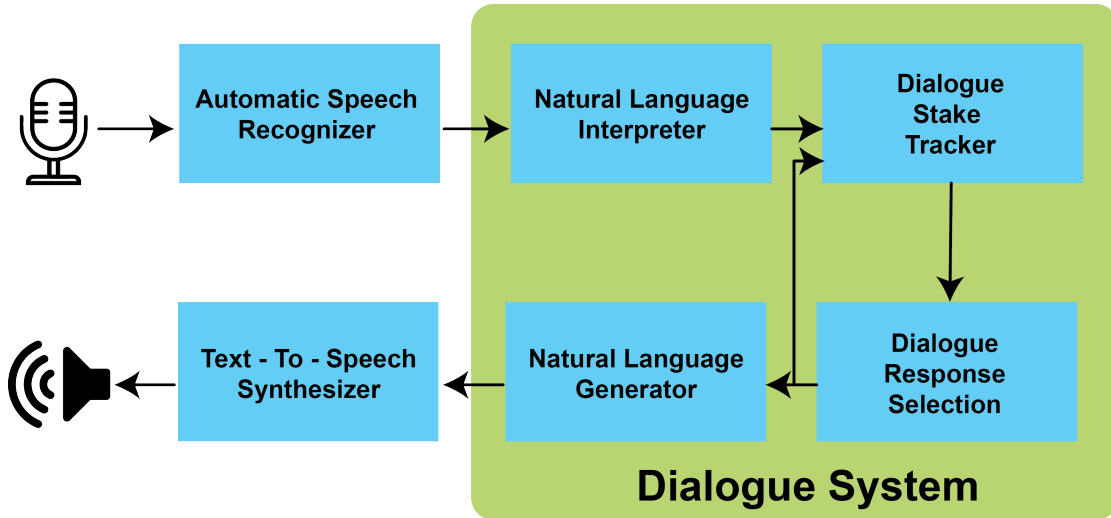 Automatic Speech
Recognizer
Natural Language
Interpreter
Dialogue
Stake
Tracker
Text - To - Speech
Synthesizer
Natural Language
Generator
Dialogue
Response
Selection
Dialogue System